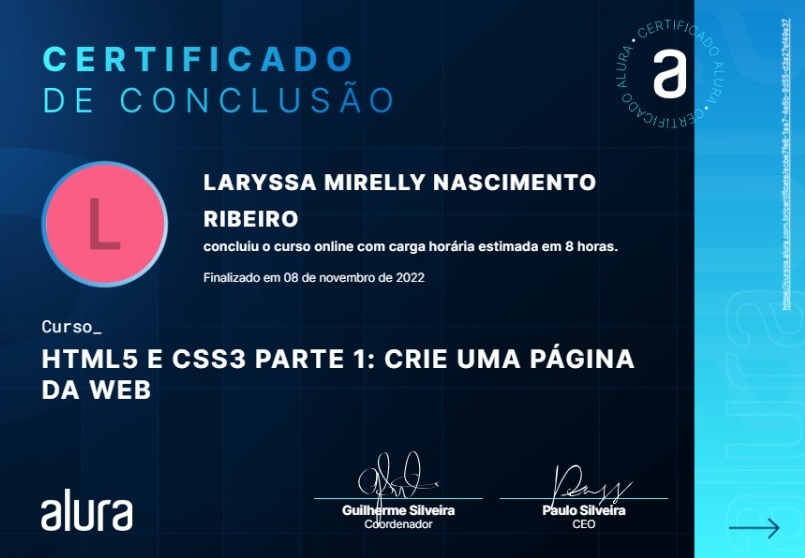 CERTIFICADO
DE CONCLUSÃO
CERTIFICADO ALURA • CERTIFICADO ALURA •
a
L
LARYSSA MIRELLY NASCIMENTO
RIBEIRO
concluiu o curso online com carga horária estimada em 8 horas.
Finalizado em 08 de novembro de 2022
Curso_
HTML5 E CSS3 PARTE 1: CRIE UMA PÁGINA
DA WEB
alura
Guilherme Silveira
Coordenador
Paulo Silveira
CEO
alura